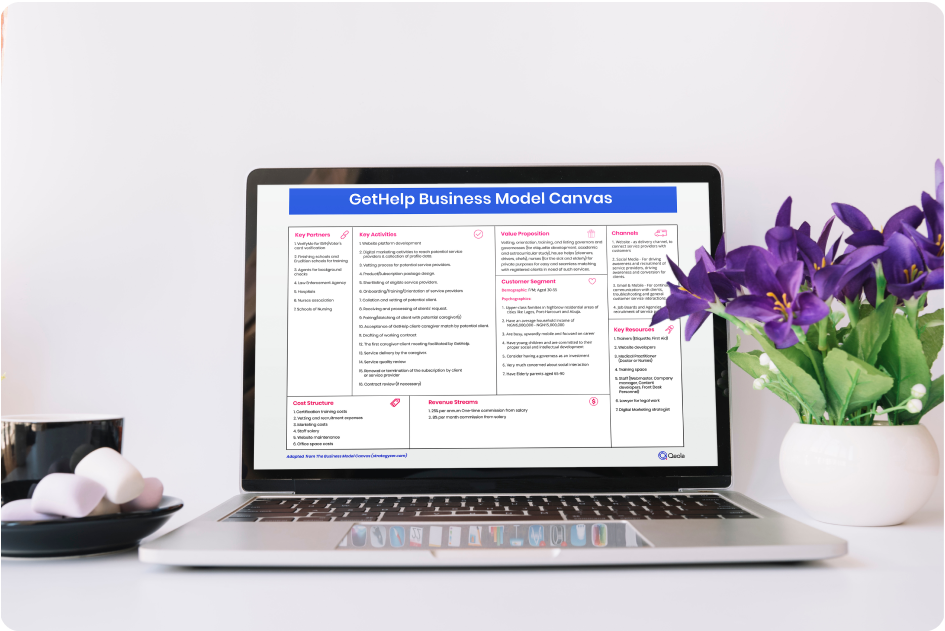 GetHelp Business Model Canvas
Key Partners
1. VerifyMe for BVN/Voter's
card verification
2. Finishing schools and
Erudition schools for training
3. Agents for background
checks
4. Law Enforcement Agency
5. Hospitals
6. Nurses association
7. Schools of Nursing
Key Activities
1. Website platform development
2. Digital marketing activities to reach potential service
providers & collection of profile data.
3. Vetting process for potential service providers.
4. Product/Subscription package design
5. Shortlisting of eligible service providers.
6. Onboarding/Training/Orientation of service providers
7. Collation and vetting of potential client.
8. Receiving and processing of clients' request.
9. Pairing/Matching of client with potential caregiver(s)
10. Acceptance of GetHelp client caregiver match by potential client.
11. Drafting of working contract.
12. The first caregiver-client meeting facilitated by GetHelp.
13. Service delivery by the caregiver.
14. Service quality review
15. Renewal or termination of the subscription by client
or service provider
16. Contract review (if necessary)
Value Proposition
Vetting, orientation, training, and listing governors and
governesses (for etiquette development, academic
and extracurricular study), house helps (cleaners
drivers, chefs), nurses (for the sick and elderly) for
private purposes for easy and seamless matching
with registered clients in need of such services.
Customer Segment
Demographic: F/M, Aged 30-55
Psychographics:
1. Upper-class families in highbrow residential areas of
cities like Lagos, Port-Harcourt and Abuja.
2. Have an average household income of
3. Are busy, upwardly mobile and focused on career
4. Have young children and are committed to their
proper social and intellectual development
5. Consider having a governess as an investment
6. Very much concerned about social interaction
7. Have Elderly parents aged 65-90.
Channels
1. Website - as delivery channel, to
connect service providers with
customers
2. Social Media - For driving
awareness and recruitment of
service providers, driving
awareness and conversion for
clients.
3. Email & Mobile - For continuous
communication with clients,
troubleshooting and general
customer service interactions
4. Job Boards and Agencies -
recruitment of service
Key Resources
1. Trainers (Etiquette, First Aid)
2. Website Developers
3. Medical Practitioner
(Doctor or Nurses)
4. Training space
5. Staff (Webmaster, Company
manager, Content
developers, Front Desk
Personnel)
6. Lawyer for legal work
7. Digital Marketing strategist
Cost Structure
1. Certification training costs
2. Vetting and recruitment expenses
3. Marketing costs
4. Staff salary
5. Website maintenance
6. Office space costs
Revenue Streams
1. 25% per annum One-time commission from salary
2. 8% per month commission from salary
Adapted from The Business Model Canvas (strategyzer.com)
Qeola